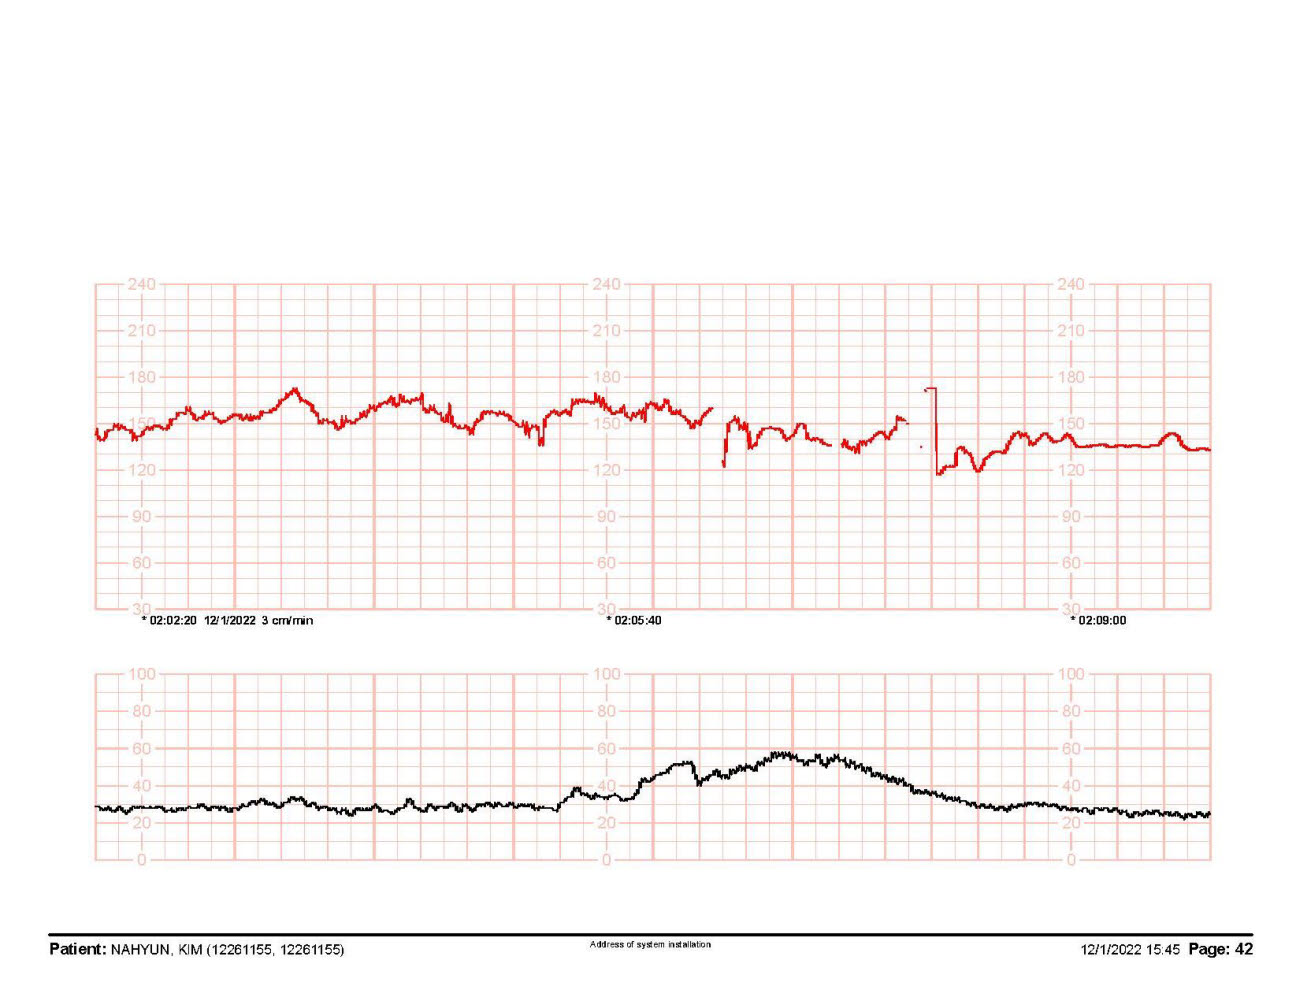 240 240 240
210 210 210
180 180 180
150 150 150
120 120 120
90 90 90
60 60 60
30 30 30
* 02:02:20 12/1/2022 3 cm/min * 02:05:40 * 02:09:00
100 100 100
80 80 80
60 60 60
40 40 40
20 20 20
0 0 0
Patient: NAHYUN, KIM (12261155, 12261155) Address of system installation 12/1/2022 15:45 Page: 42